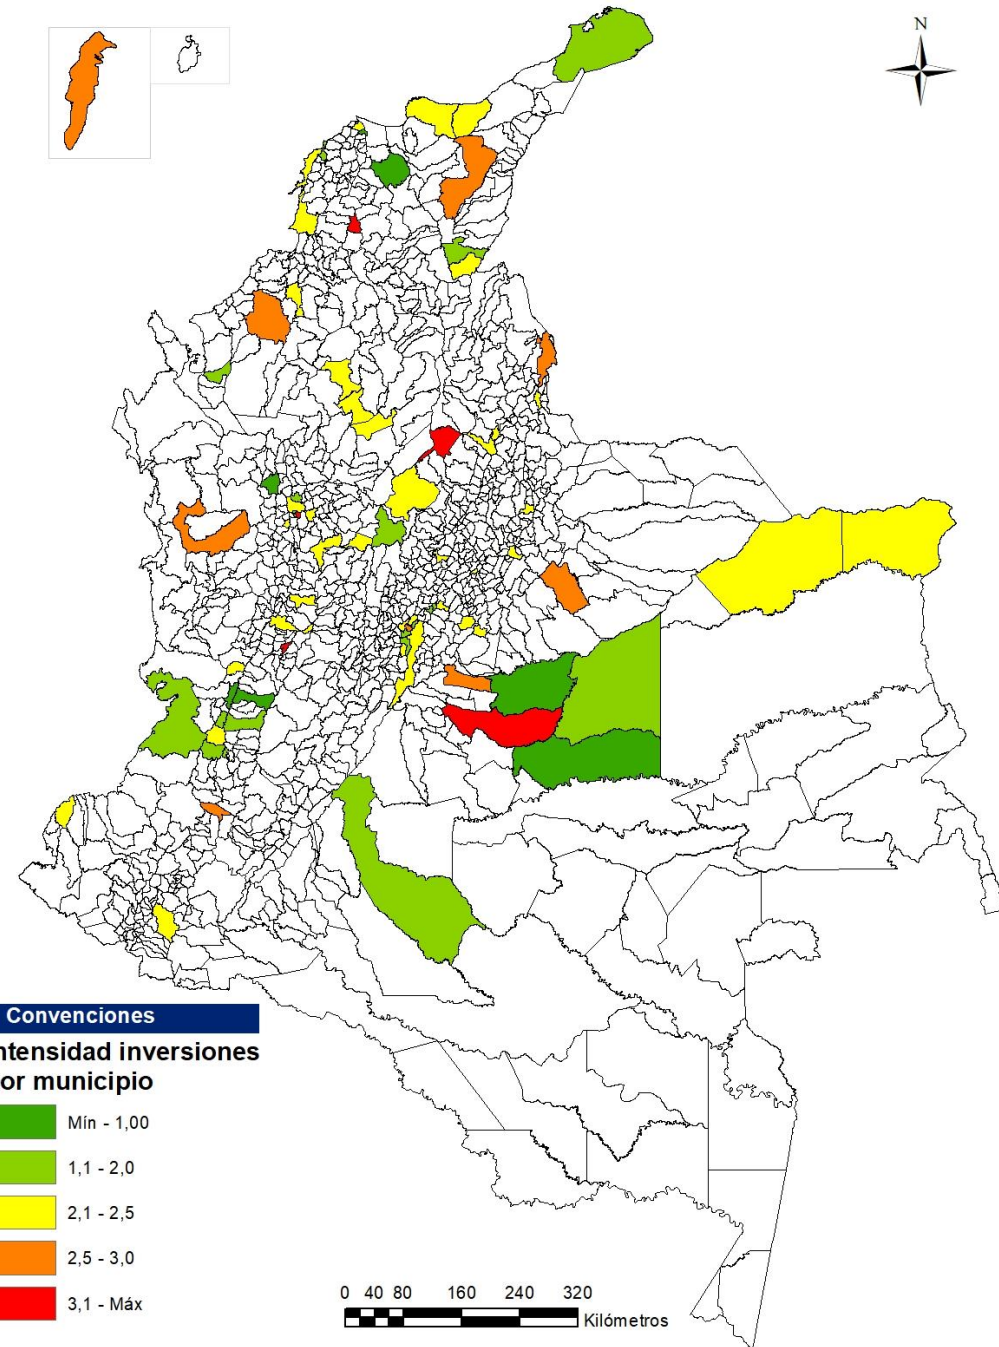 N
Convenciones
ntensidad inversiones
or municipio
Mín - 1,00
1,1 - 2,0
2,1 - 2,5
2,5 - 3,0
3,1 - Máx
0 40 80 160 240 320
Kilómetros